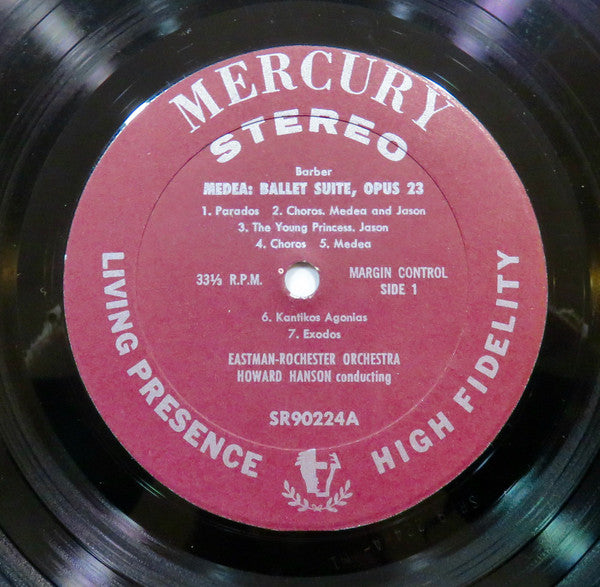 MERCURY
STEREO
Barber
MEDEA: BALLET SUITE, OPUS 23
1. Parados 2. Choros. Medea and Jason
3. The Young Princess. Jason
4. Choros 5. Medea
33⅓ R.P.M.
MARGIN CONTROL
SIDE 1
6. Kantikos Agonias
7. Exodos
EASTMAN-ROCHESTER ORCHESTRA
HOWARD HANSON conducting
SR90224A
LIVING PRESENCE
HIGH FIDELITY